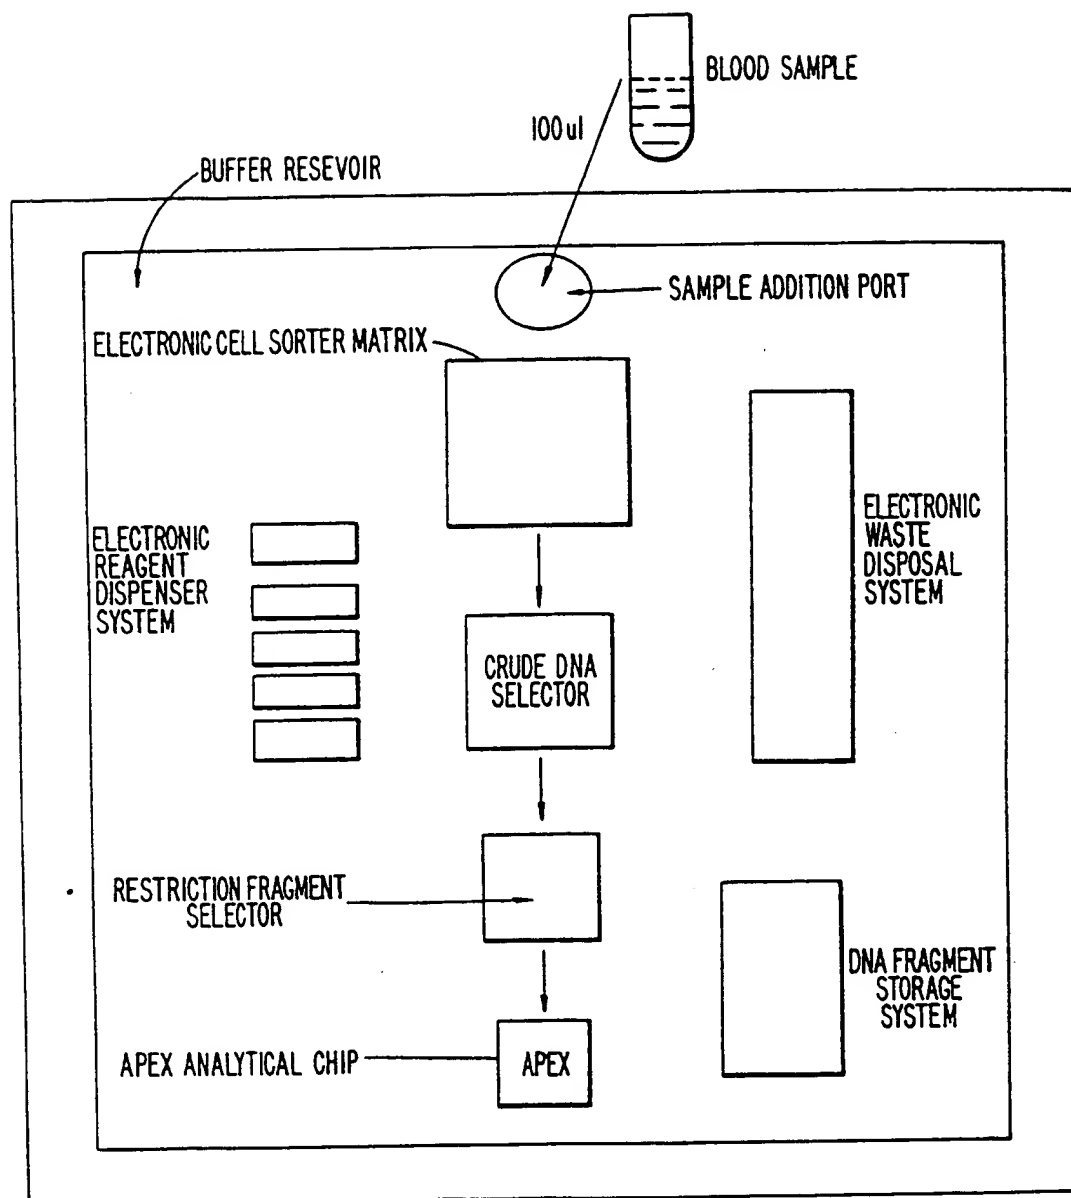 BLOOD SAMPLE
100ul
BUFFER RESEVOIR
SAMPLE ADDITION PORT
ELECTRONIC CELL SORTER MATRIX
ELECTRONIC
REAGENT
DISPENSER
SYSTEM
ELECTRONIC
WASTE
DISPOSAL
SYSTEM
CRUDE DNA
SELECTOR
RESTRICTION FRAGMENT
SELECTOR
DNA FRAGMENT
STORAGE
SYSTEM
APEX ANALYTICAL CHIP
APEX